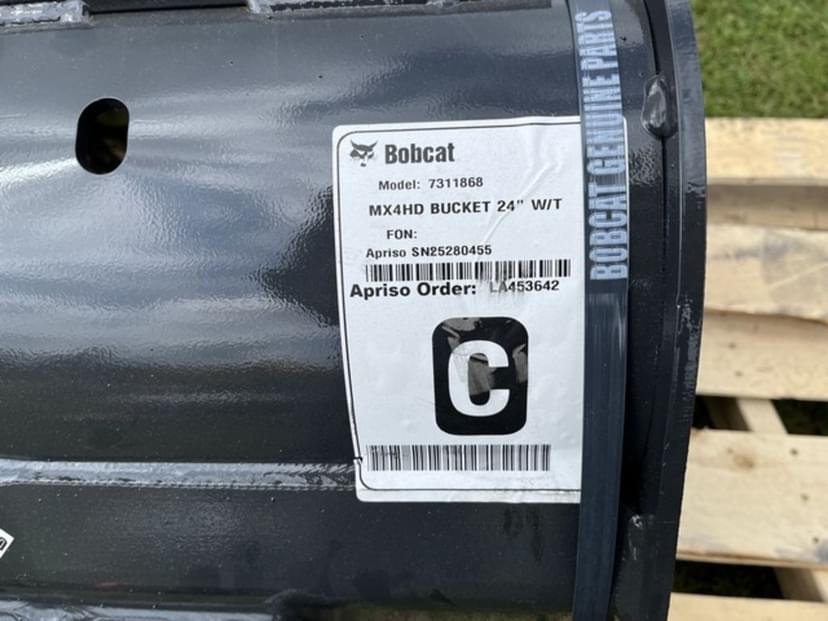 Bobcat
Model: 7311868
MX4HD BUCKET 24" W/T
FON:
Apriso SN25280455
Apriso Order: LA453642
C
BOBCAT GENUINE PARTS